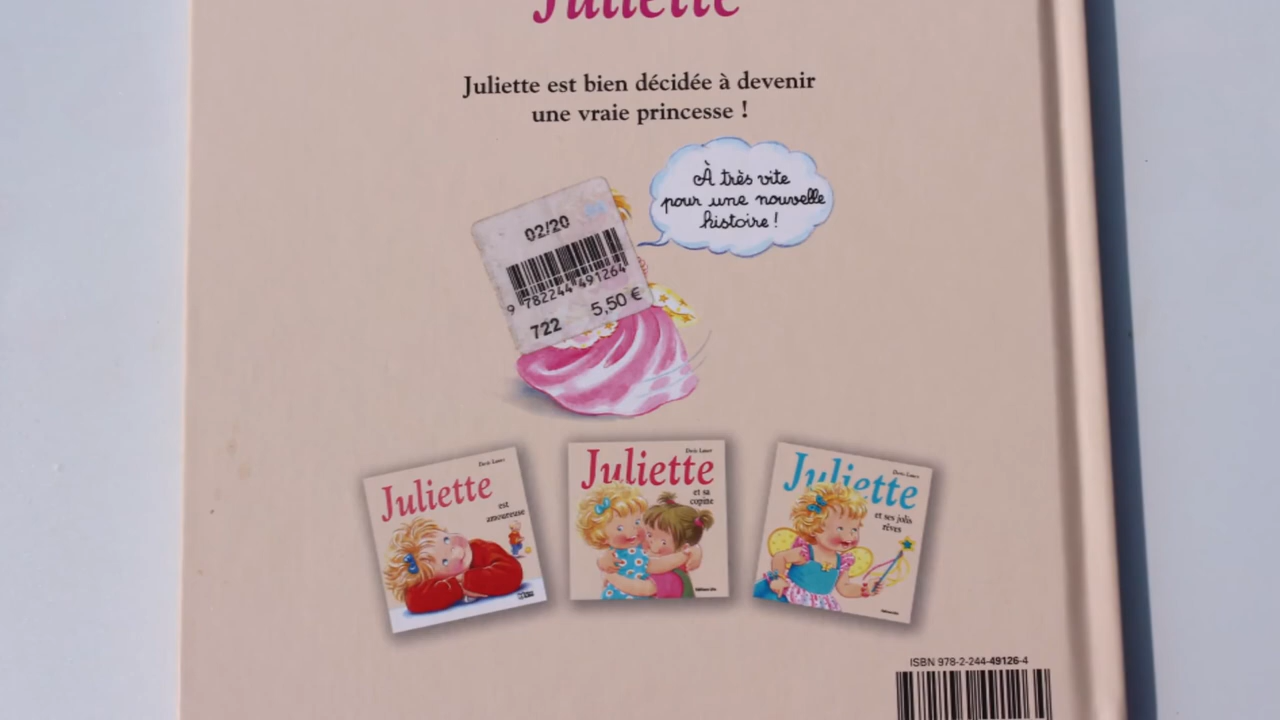 Juliette
Juliette est bien décidée à devenir
une vraie princesse !
À très vite
pour une nouvelle
histoire !
02/20
9 782244 491264
722 5,50 €
Juliette
est
amoureuse
Juliette
et sa
copine
Juliette
et ses jolis
rêves
ISBN 978-2-244-49126-4